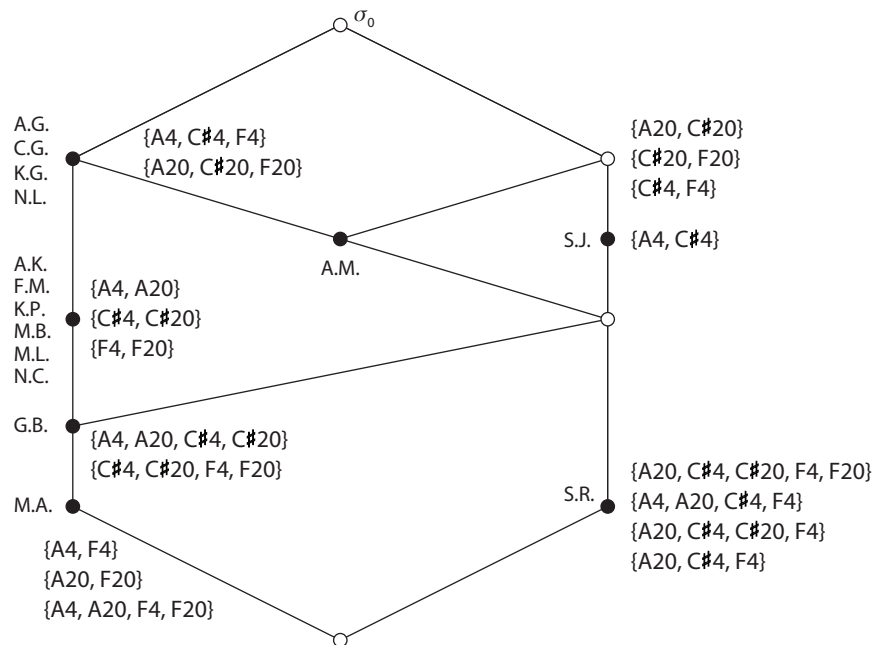 σ₀
A.G.
C.G.
K.G.
N.L.
{A4, C♯4, F4}
{A20, C♯20, F20}
{A20, C♯20}
{C♯20, F20}
{C♯4, F4}
A.M.
S.J.
{A4, C♯4}
A.K.
F.M.
K.P.
M.B.
M.L.
N.C.
{A4, A20}
{C♯4, C♯20}
{F4, F20}
G.B.
{A4, A20, C♯4, C♯20}
{C♯4, C♯20, F4, F20}
M.A.
{A4, F4}
{A20, F20}
{A4, A20, F4, F20}
S.R.
{A20, C♯4, C♯20, F4, F20}
{A4, A20, C♯4, F4}
{A20, C♯4, C♯20, F4}
{A20, C♯4, F4}